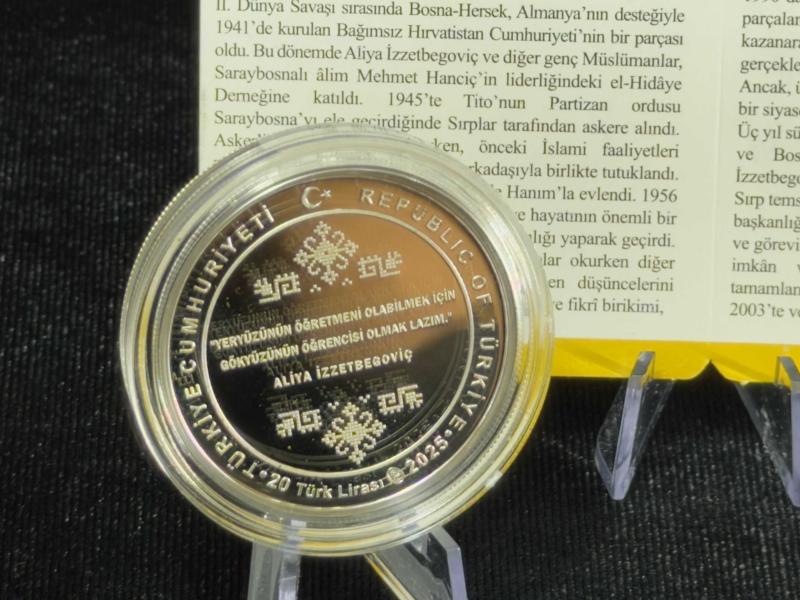 II. Dünya Savaşı sırasında Bosna-Hersek, Almanya'nın desteğiyle
1941'de kurulan Bağımsız Hırvatistan Cumhuriyeti'nin bir parçası
oldu. Bu dönemde Aliya İzzetbegoviç ve diğer genç Müslümanlar,
Saraybosnalı âlim Mehmet Hanciç'in liderliğindeki el-Hidâye
Derneğine katıldı. 1945'te Tito'nun Partizan ordusu
Saraybosna'yı ele geçirdiğinde Sırplar tarafından askere alındı.
önceki İslami faaliyetleri
birlikte tutuklandı.
Hanım'la evlendi. 1956
ve hayatının önemli bir
yaparak geçirdi.
okurken diğer
düşüncelerini
ve fikrî birikimi,
parçalan
kazanara
gerçekle
Ancak, ü
bir siyase
Üç yıl sü
ve Bos
İzzetbego
Sırp tems
başkanlığ
ve görevi
imkân
tamamlan
2003'te ve
TÜRKİYE CUMHURİYETİ
REPUBLIC OF TÜRKİYE
"YERYÜZÜNÜN ÖĞRETMENİ OLABİLMEK İÇİN
GÖKYÜZÜNÜN ÖĞRENCİSİ OLMAK LAZIM."
ALİYA İZZETBEGOVİÇ
•20 Türk Lirası
2025•